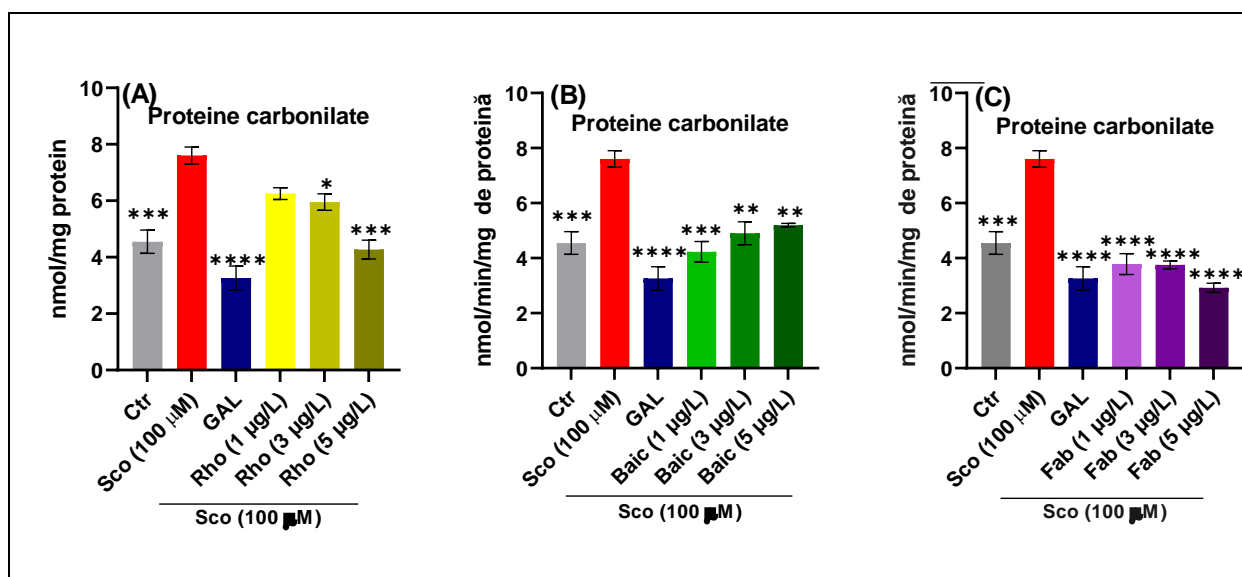 (A)
Proteine carbonilate
nmol/mg protein
10
8
6
4
2
0
***
****
*
***
Ctr
Sco (100 μM)
GAL
Rho (1 µg/L)
Rho (3 µg/L)
Rho (5 µg/L)
Sco (100 μM)
(B)
Proteine carbonilate
nmol/min/mg de proteină
10
8
6
4
2
0
***
****
***
**
**
Ctr
Sco (100 μM)
GAL
Baic (1 µg/L)
Baic (3 µg/L)
Baic (5 µg/L)
Sco (100 μM)
(C)
Proteine carbonilate
nmol/min/mg de proteină
10
8
6
4
2
0
***
****
****
****
****
Ctr
Sco (100 μM)
GAL
Fab (1 µg/L)
Fab (3 µg/L)
Fab (5 µg/L)
Sco (100 μM)